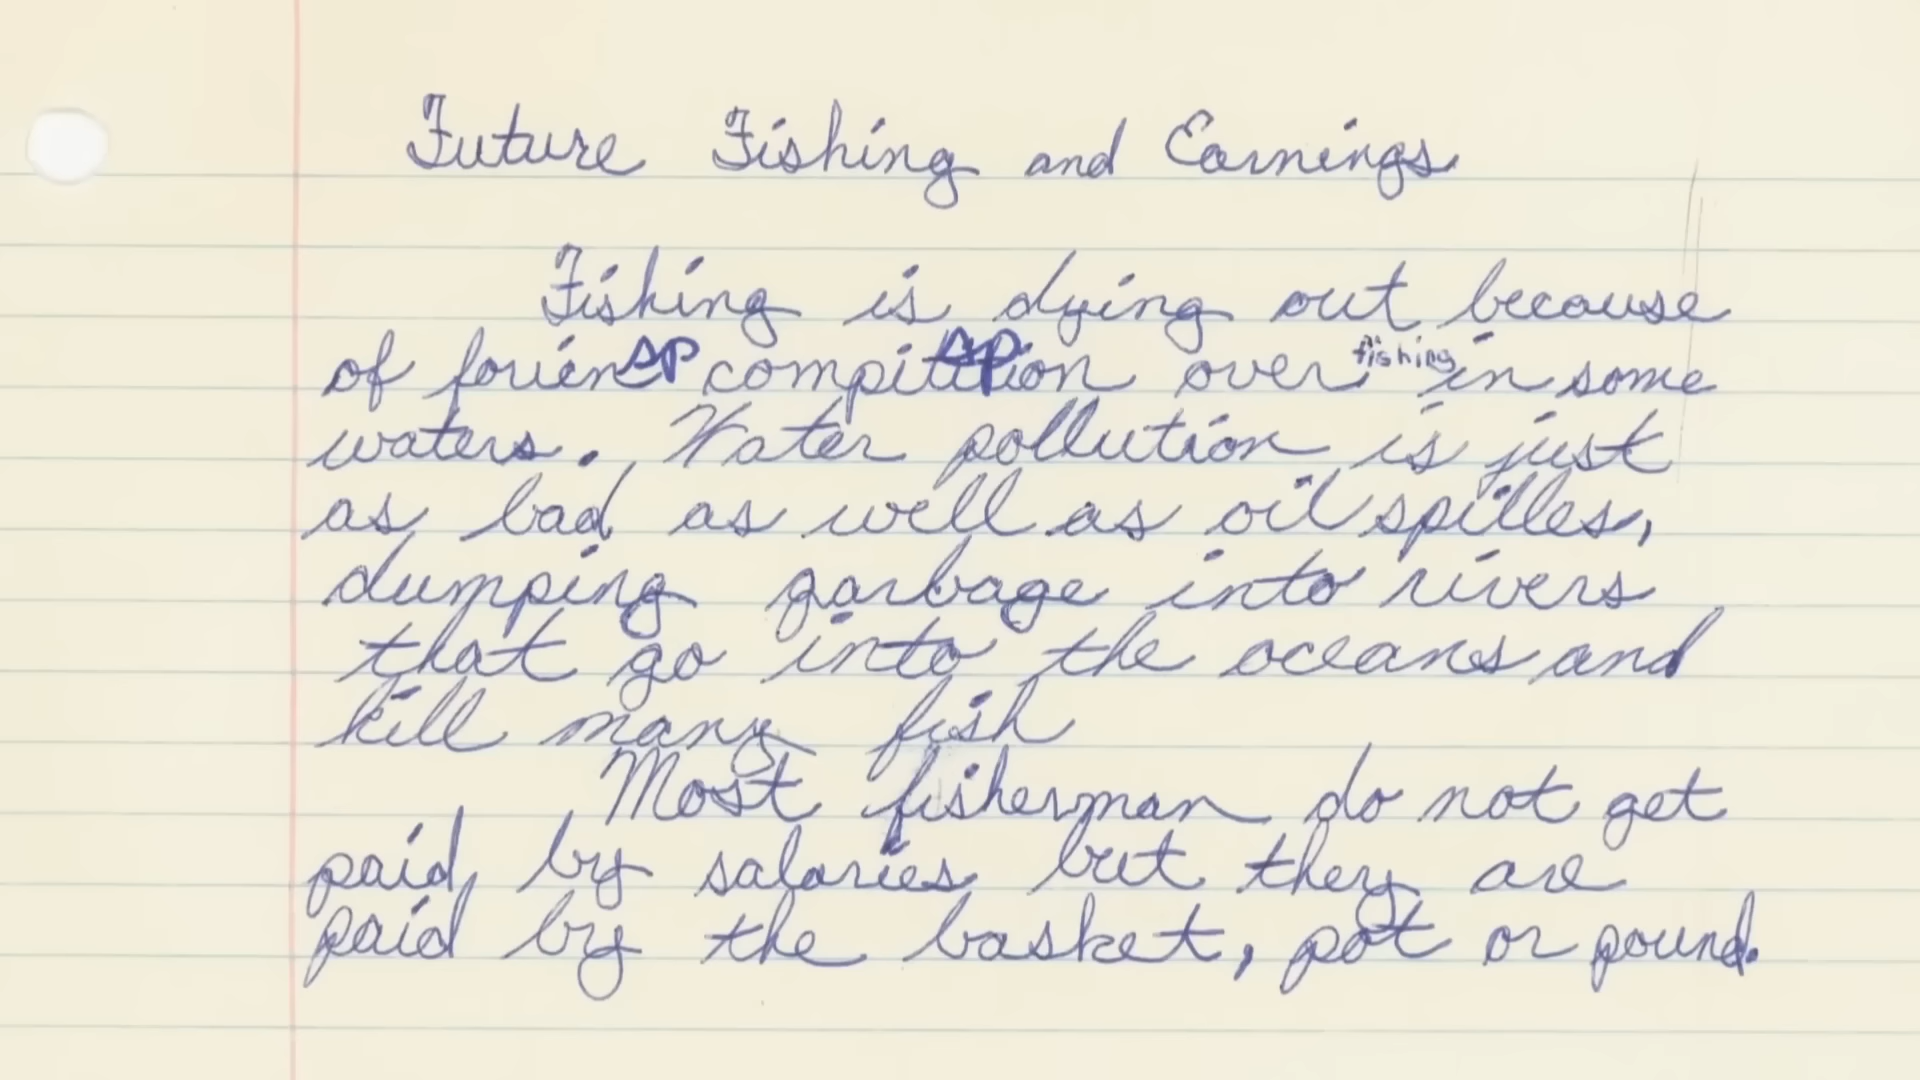 Future Fishing and Earnings
Fishing is dying out because
of forien SP compitition SP over fishing in some
waters. Water pollution is just
as bad as well as oil spilles,
dumping garbage into rivers
that go into the oceans and
kill many fish
Most fisherman do not get
paid by salaries but they are
paid by the basket, pot or pound.